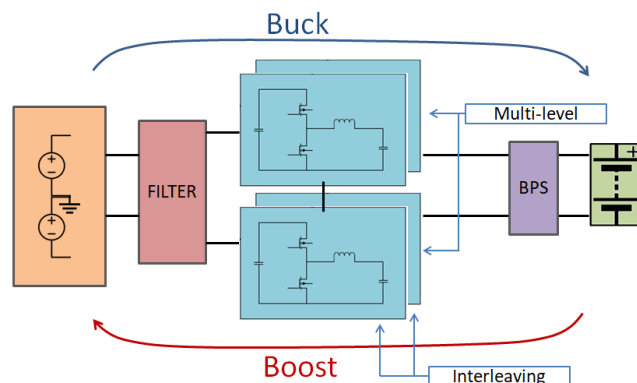 Buck
Multi-level
FILTER
BPS
+
+
−
+
−
Boost
Interleaving